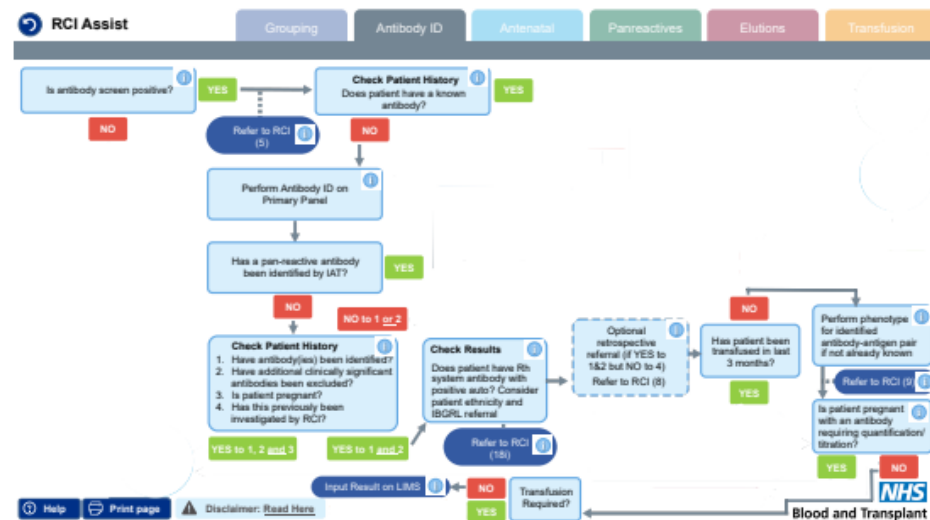 RCI Assist
Grouping
Antibody ID
Antenatal
Panreactives
Elutions
Transfusion
Is antibody screen positive?
YES
NO
Refer to RCI
(5)
Check Patient History
Does patient have a known
antibody?
YES
NO
Perform Antibody ID on
Primary Panel
Has a pan-reactive antibody
been identified by IAT?
YES
NO
NO to 1 or 2
Check Patient History
1. Have antibody(ies) been identified?
2. Have additional clinically significant
antibodies been excluded?
3. Is patient pregnant?
4. Has this previously been
investigated by RCI?
YES to 1, 2 and 3
YES to 1 and 2
Check Results
Does patient have Rh
system antibody with
positive auto? Consider
patient ethnicity and
IBGRL referral
Refer to RCI
(18i)
Optional
retrospective
referral (if YES to
1&2 but NO to 4)
Refer to RCI (8)
NO
Has patient been
transfused in last
3 months?
YES
Perform phenotype
for identified
antibody-antigen pair
if not already known
Refer to RCI (9)
Is patient pregnant
with an antibody
requiring quantification/
titration?
YES
NO
Input Result on LIMS
NO
YES
Transfusion
Required?
Help
Print page
Disclaimer: Read Here
NHS
Blood and Transplant